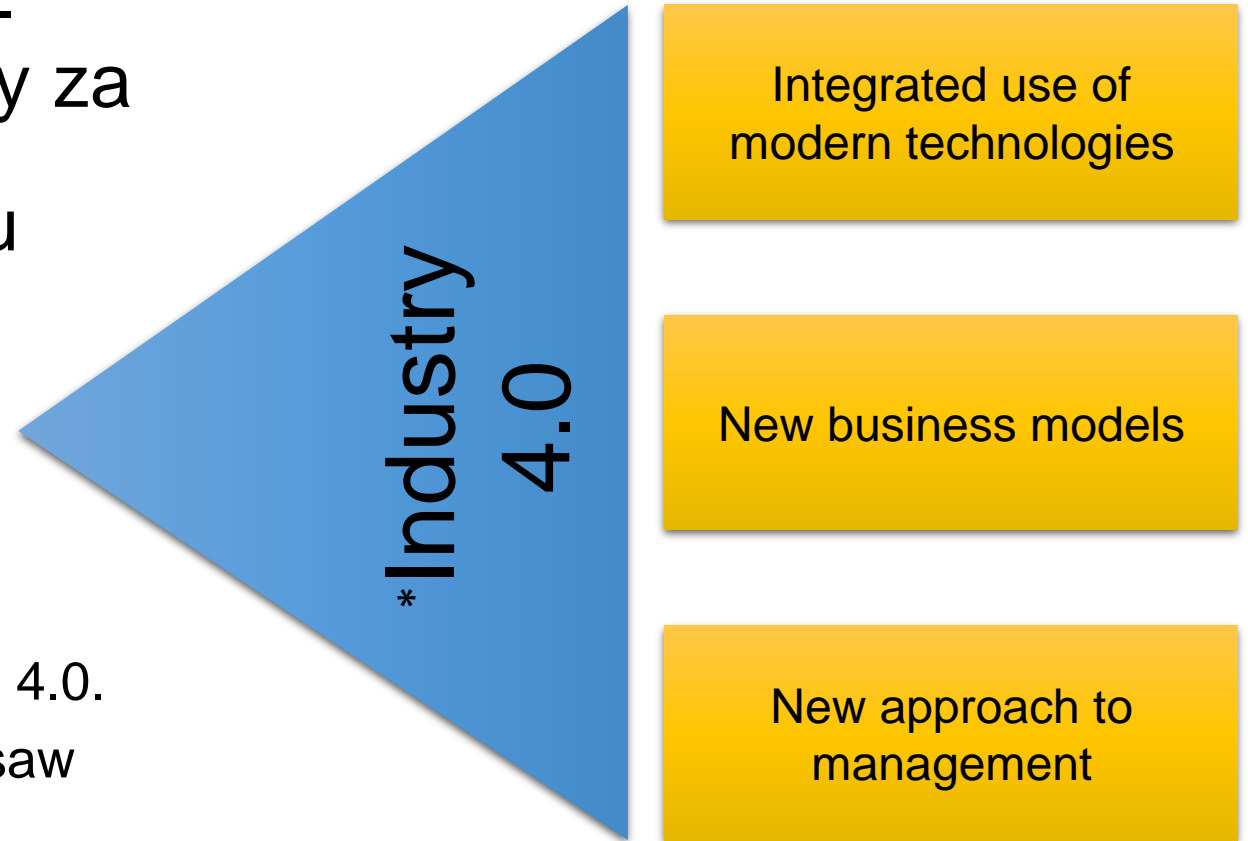 y za
u
4.0.
saw
*Industry
4.0
Integrated use of
modern technologies
New business models
New approach to
management